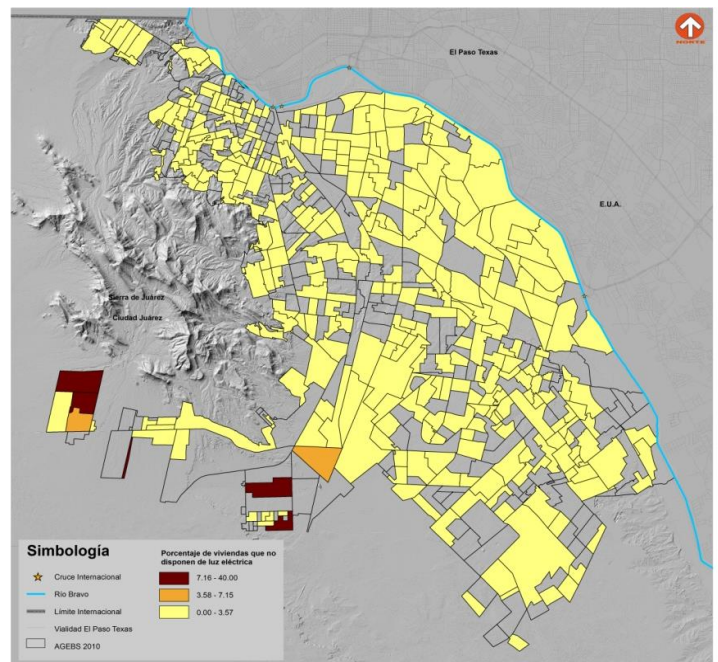 NORTE
El Paso Texas
E.U.A.
Sierra de Juárez
Ciudad Juárez
Simbología
Cruce Internacional
Río Bravo
Límite Internacional
Vialidad El Paso Texas
AGEBS 2010
Porcentaje de viviendas que no
disponen de luz eléctrica
7.16 - 40.00
3.58 - 7.15
0.00 - 3.57